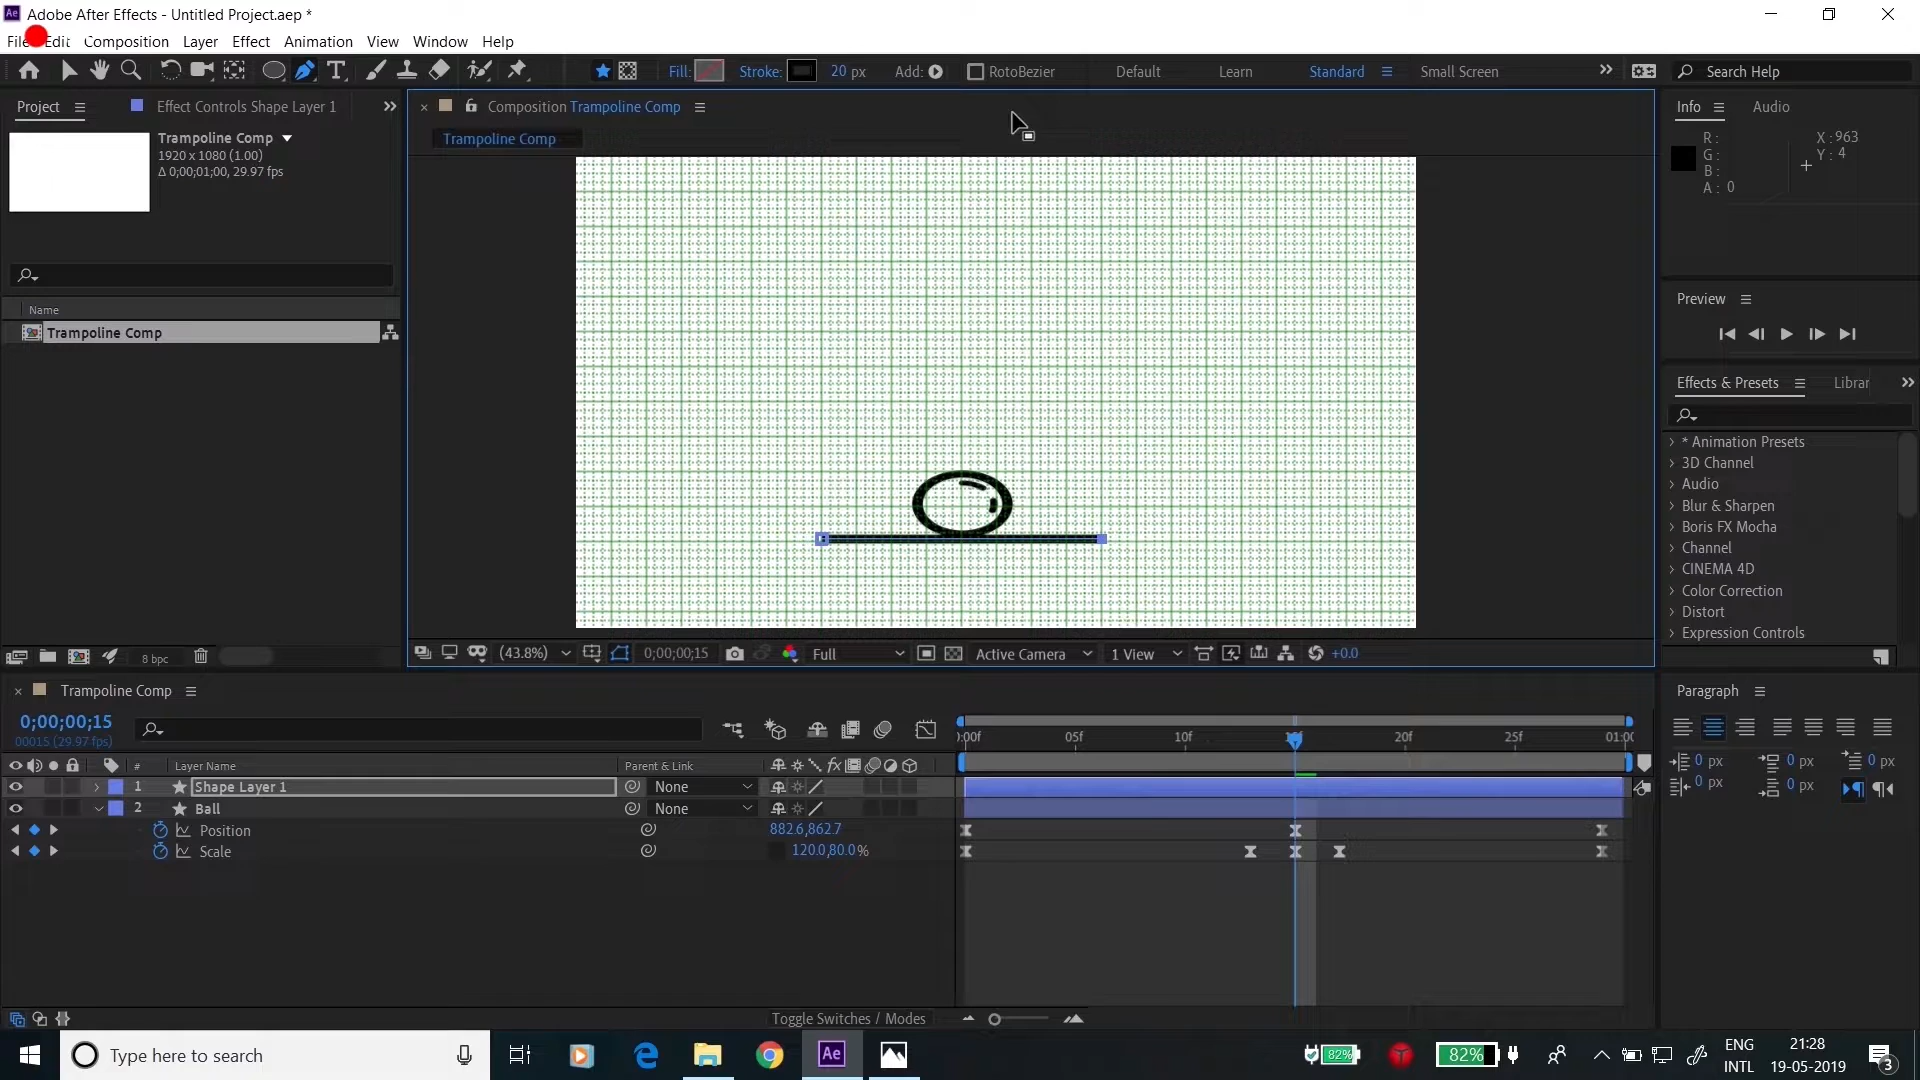 Adobe After Effects - Untitled Project.aep *
File Edit Composition Layer Effect Animation View Window Help
Fill: Stroke: 20 px Add: RotoBezier Default Learn Standard Small Screen Search Help
Project Effect Controls Shape Layer 1
Composition Trampoline Comp
Info Audio
Trampoline Comp
1920 x 1080 (1.00)
Δ 0;00;01;00, 29.97 fps
Trampoline Comp
R :
G :
B :
A : 0
X : 963
Y : 4
Name
Trampoline Comp
Preview
Effects & Presets Librar
* Animation Presets
3D Channel
Audio
Blur & Sharpen
Boris FX Mocha
Channel
CINEMA 4D
Color Correction
Distort
Expression Controls
8 bpc
(43.8%) 0;00;00;15 Full Active Camera 1 View +0.0
Trampoline Comp
Paragraph
0;00;00;15
00015 (29.97 fps)
):00f 05f 10f 20f 25f 01:00
# Layer Name Parent & Link
1 Shape Layer 1 None
2 Ball None
Position 882.6,862.7
Scale 120.0,80.0 %
0 px 0 px 0 px
0 px 0 px
Toggle Switches / Modes
Type here to search
Ae
82%
82%
ENG
INTL
21:28
19-05-2019
3